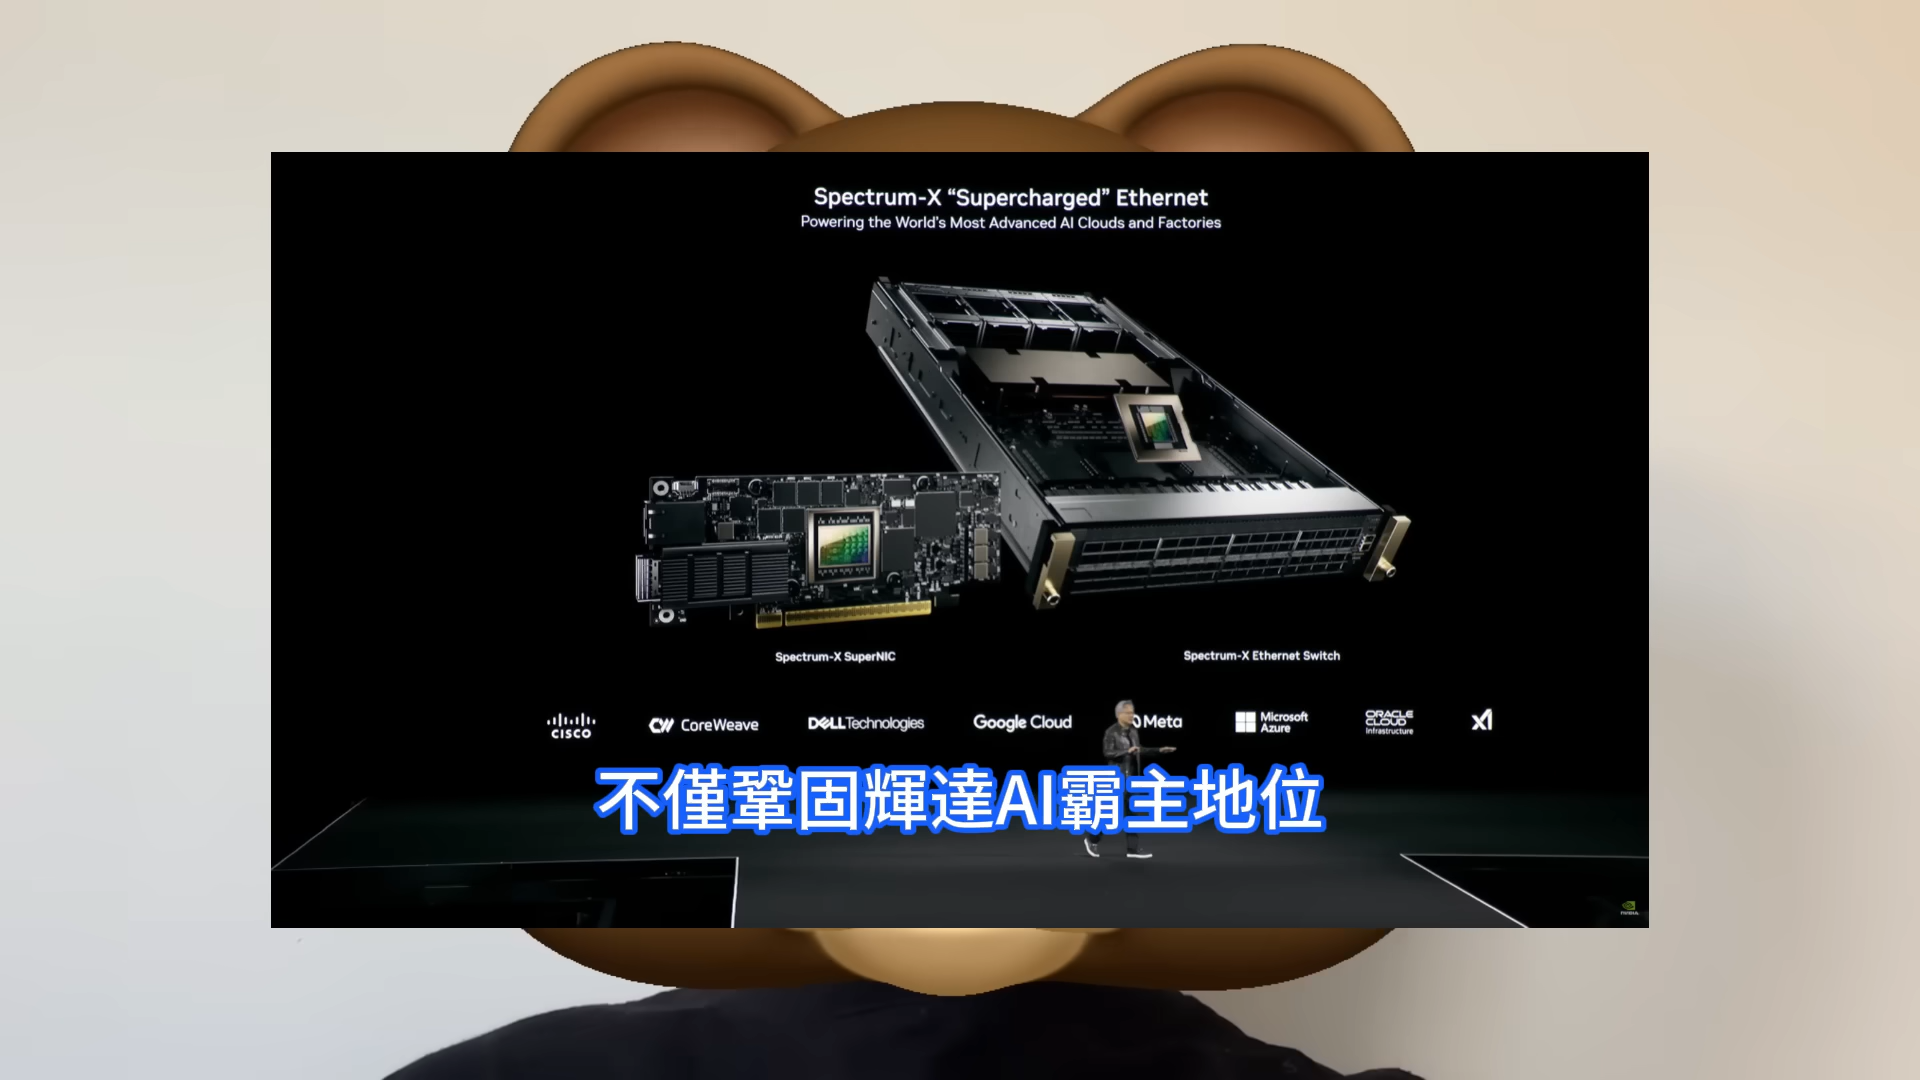 Spectrum-X “Supercharged” Ethernet
Powering the World's Most Advanced AI Clouds and Factories
Spectrum-X SuperNIC
Spectrum-X Ethernet Switch
CISCO
CoreWeave
DELLTechnologies
Google Cloud
Meta
Microsoft Azure
ORACLE CLOUD Infrastructure
xI
不僅鞏固輝達AI霸主地位
NVIDIA